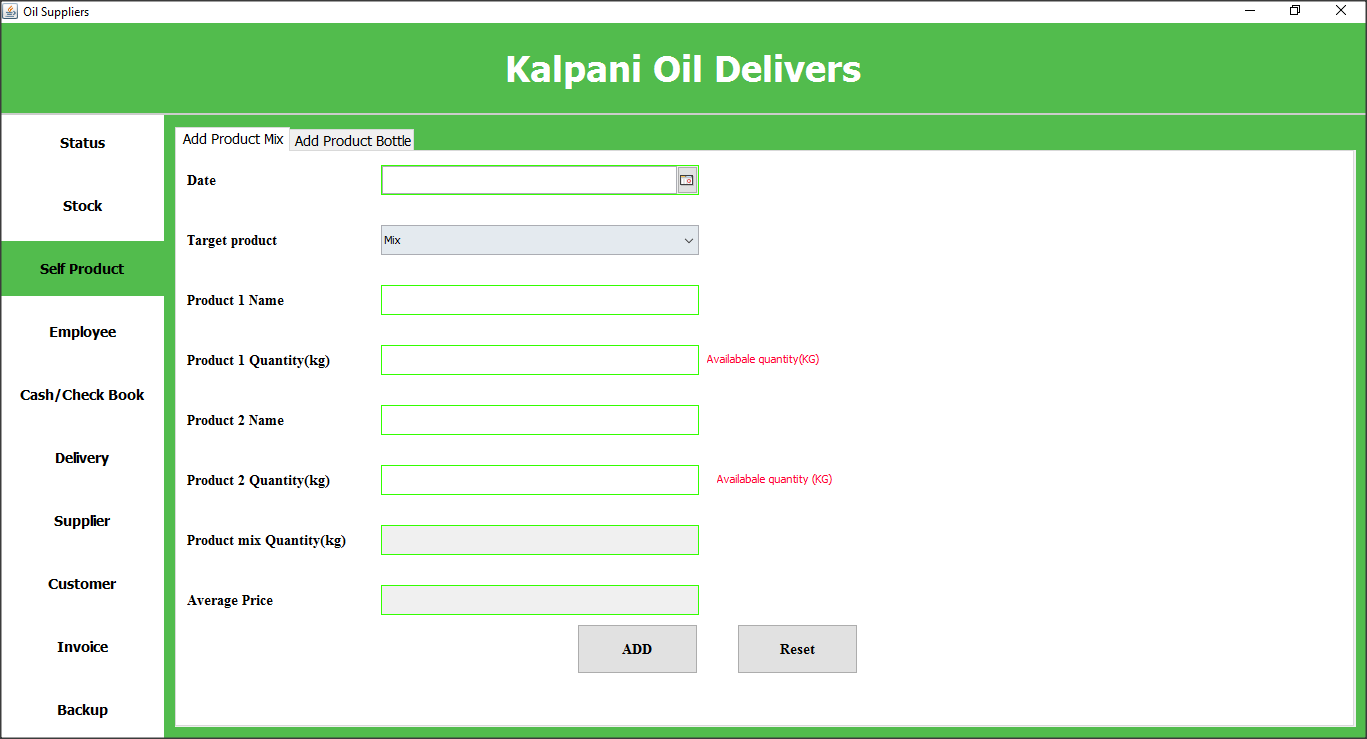 Oil Suppliers
Kalpani Oil Delivers
Status
Stock
Self Product
Employee
Cash/Check Book
Delivery
Supplier
Customer
Invoice
Backup
Add Product Mix
Add Product Bottle
Date
Target product
Mix
Product 1 Name
Product 1 Quantity(kg)
Availabale quantity(KG)
Product 2 Name
Product 2 Quantity(kg)
Availabale quantity (KG)
Product mix Quantity(kg)
Average Price
ADD
Reset